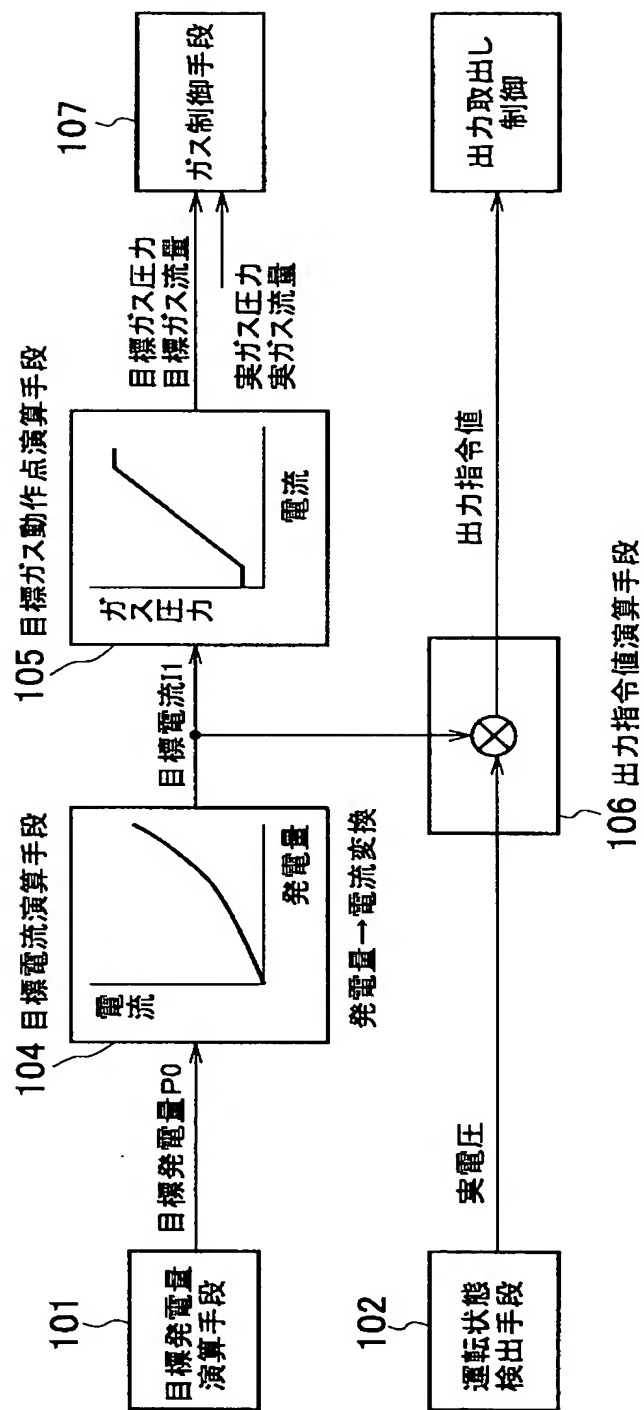 101
目標発電量
演算手段
目標発電量P0
104 目標電流演算手段
電流
発電量
発電量→電流変換
目標電流I1
105 目標ガス動作点演算手段
ガス圧力
電流
目標ガス圧力
目標ガス流量
実ガス圧力
実ガス流量
107
ガス制御手段
102
運転状態
検出手段
実電圧
106 出力指令値演算手段
出力指令値
出力取出し
制御